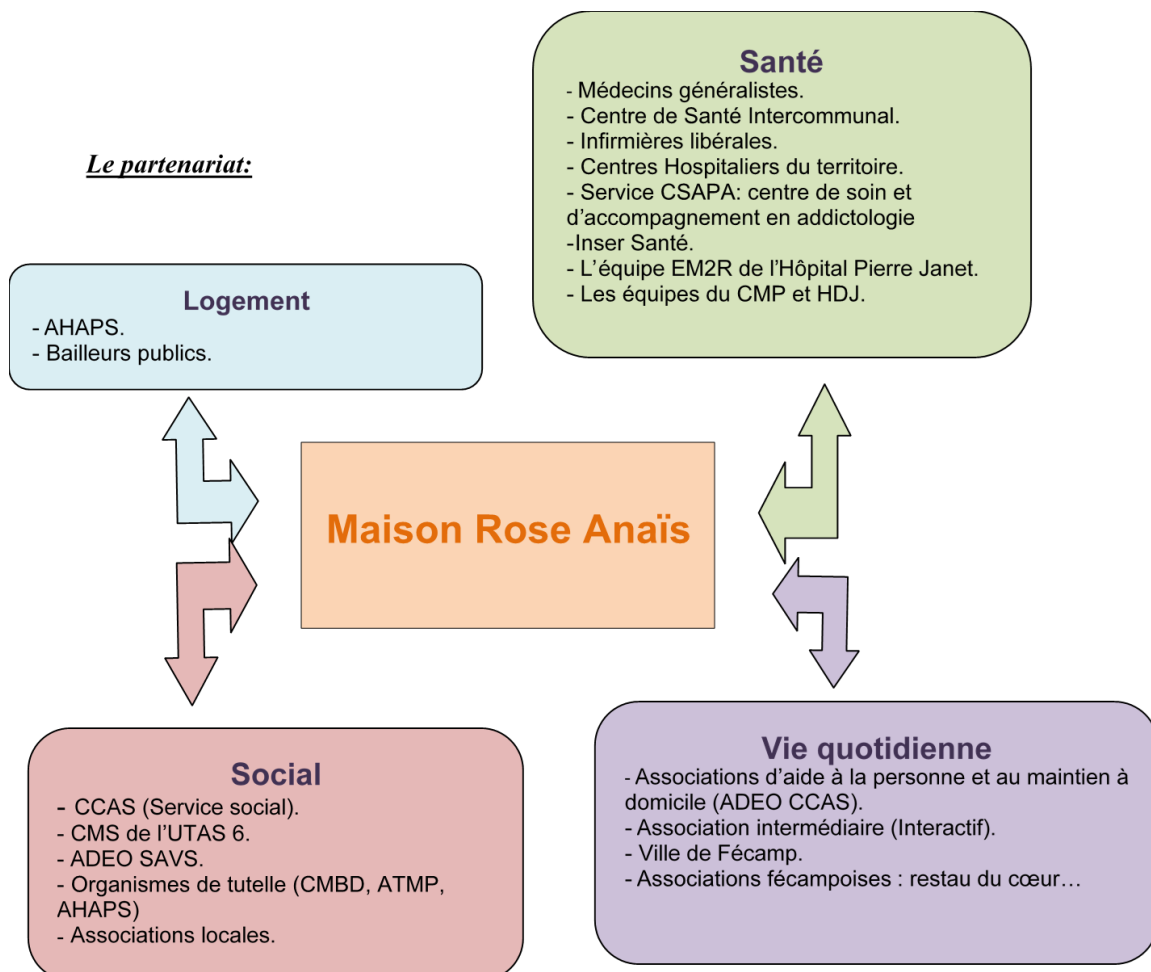 Le partenariat:
Santé
- Médecins généralistes.
- Centre de Santé Intercommunal.
- Infirmières libérales.
- Centres Hospitaliers du territoire.
- Service CSAPA: centre de soin et
d'accompagnement en addictologie
-Inser Santé.
- L'équipe EM2R de l'Hôpital Pierre Janet.
- Les équipes du CMP et HDJ.
Logement
- AHAPS.
- Bailleurs publics.
Maison Rose Anaïs
Social
- CCAS (Service social).
- CMS de l'UTAS 6.
- ADEO SAVS.
- Organismes de tutelle (CMBD, ATMP,
AHAPS)
- Associations locales.
Vie quotidienne
- Associations d'aide à la personne et au maintien à
domicile (ADEO CCAS).
- Association intermédiaire (Interactif).
- Ville de Fécamp.
- Associations fécampoises : restau du cœur…